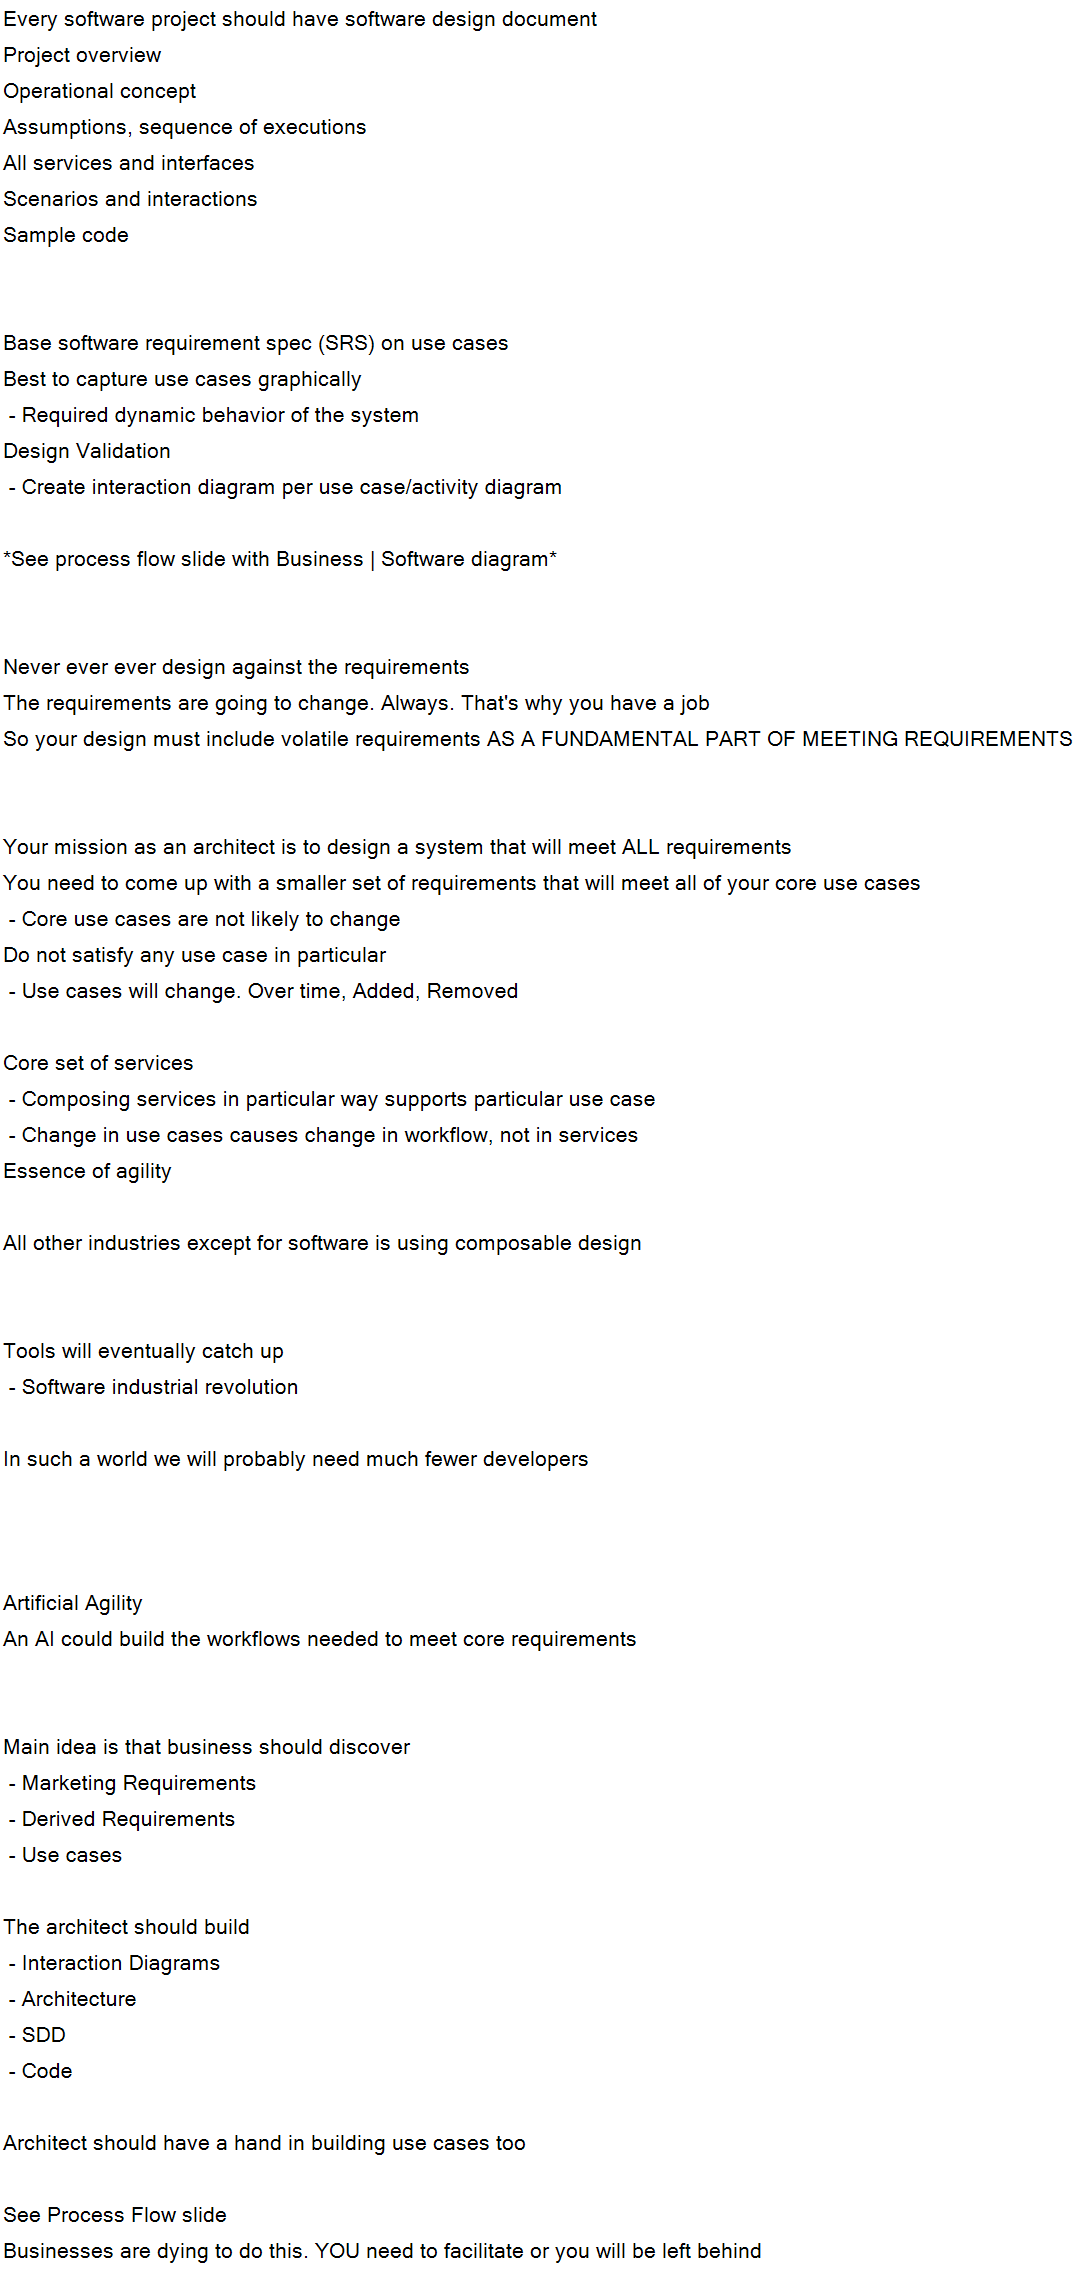 Every software project should have software design document
Project overview
Operational concept
Assumptions, sequence of executions
All services and interfaces
Scenarios and interactions
Sample code
Base software requirement spec (SRS) on use cases
Best to capture use cases graphically
- Required dynamic behavior of the system
Design Validation
- Create interaction diagram per use case/activity diagram
*See process flow slide with Business | Software diagram*
Never ever ever design against the requirements
The requirements are going to change. Always. That's why you have a job
So your design must include volatile requirements AS A FUNDAMENTAL PART OF MEETING REQUIREMENTS
Your mission as an architect is to design a system that will meet ALL requirements
You need to come up with a smaller set of requirements that will meet all of your core use cases
- Core use cases are not likely to change
Do not satisfy any use case in particular
- Use cases will change. Over time, Added, Removed
Core set of services
- Composing services in particular way supports particular use case
- Change in use cases causes change in workflow, not in services
Essence of agility
All other industries except for software is using composable design
Tools will eventually catch up
- Software industrial revolution
In such a world we will probably need much fewer developers
Artificial Agility
An AI could build the workflows needed to meet core requirements
Main idea is that business should discover
- Marketing Requirements
- Derived Requirements
- Use cases
The architect should build
- Interaction Diagrams
- Architecture
- SDD
- Code
Architect should have a hand in building use cases too
See Process Flow slide
Businesses are dying to do this. YOU need to facilitate or you will be left behind